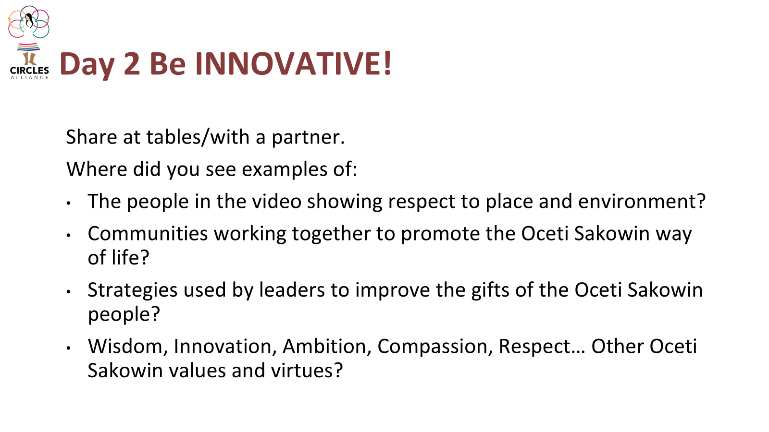 CIRCLES
ALLIANCE
Day 2 Be INNOVATIVE!
Share at tables/with a partner.
Where did you see examples of:
• The people in the video showing respect to place and environment?
• Communities working together to promote the Oceti Sakowin way
of life?
• Strategies used by leaders to improve the gifts of the Oceti Sakowin
people?
• Wisdom, Innovation, Ambition, Compassion, Respect… Other Oceti
Sakowin values and virtues?